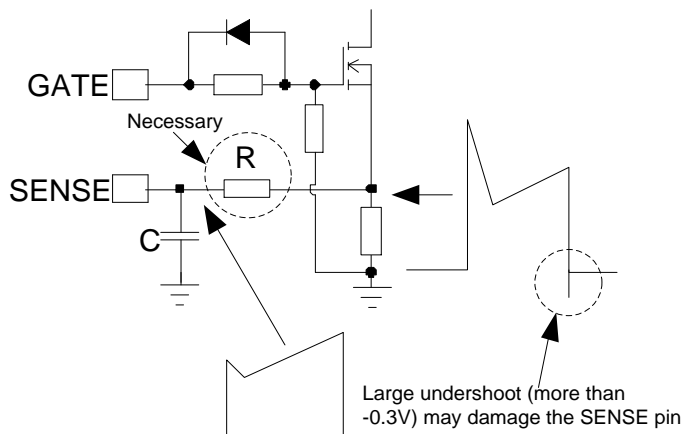 GATE
Necessary
R
SENSE
C
Large undershoot (more than
-0.3V) may damage the SENSE pin